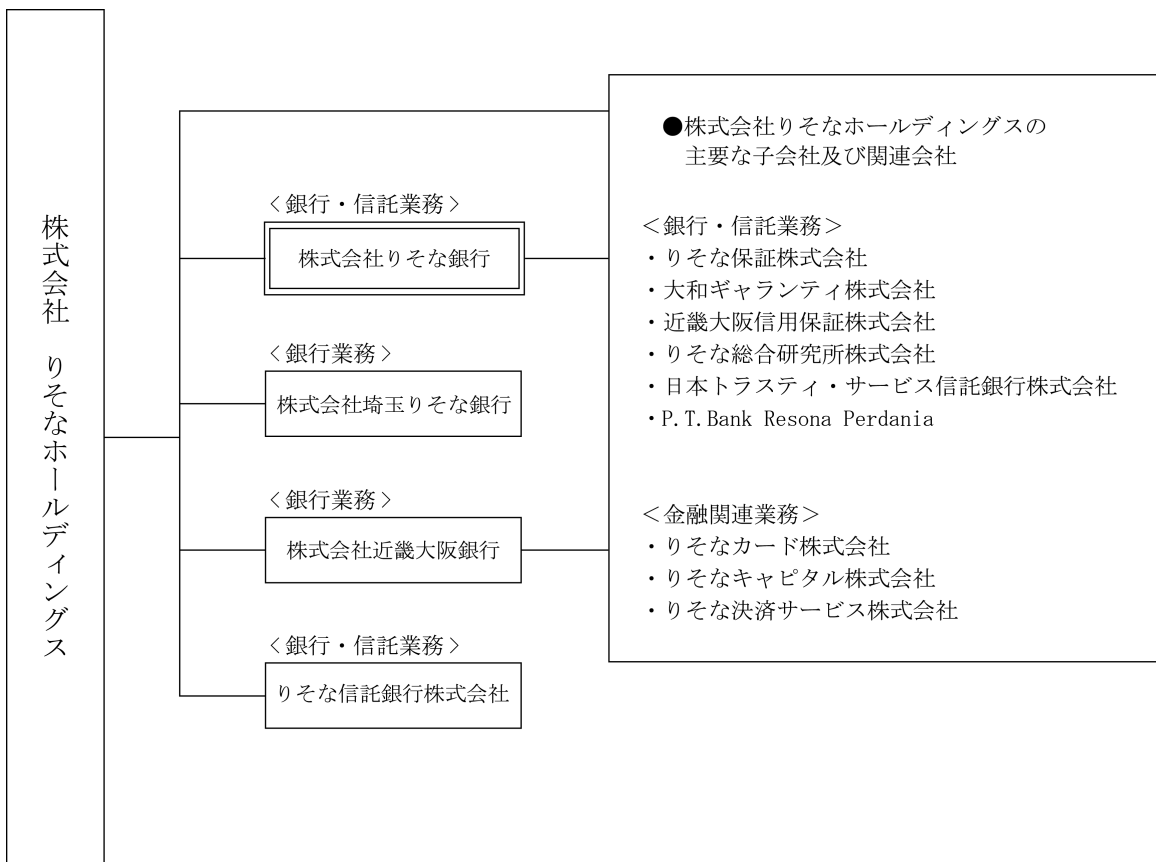 株式会社 りそなホールディングス
＜銀行・信託業務＞
株式会社りそな銀行
＜銀行業務＞
株式会社埼玉りそな銀行
＜銀行業務＞
株式会社近畿大阪銀行
＜銀行・信託業務＞
りそな信託銀行株式会社
●株式会社りそなホールディングスの
主要な子会社及び関連会社
＜銀行・信託業務＞
・りそな保証株式会社
・大和ギャランティ株式会社
・近畿大阪信用保証株式会社
・りそな総合研究所株式会社
・日本トラスティ・サービス信託銀行株式会社
・P.T.Bank Resona Perdania
＜金融関連業務＞
・りそなカード株式会社
・りそなキャピタル株式会社
・りそな決済サービス株式会社